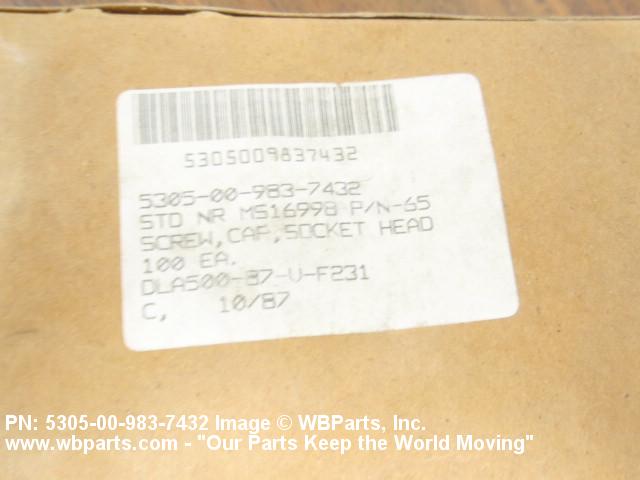 5305009837432
5305-00-983-7432
STD NR MS16998 P/N-65
SCREW,CAP,SOCKET HEAD
100 EA.
DLA500-87-V-F231
C, 10/87
PN: 5305-00-983-7432 Image © WBParts, Inc.
www.wbparts.com - "Our Parts Keep the World Moving"